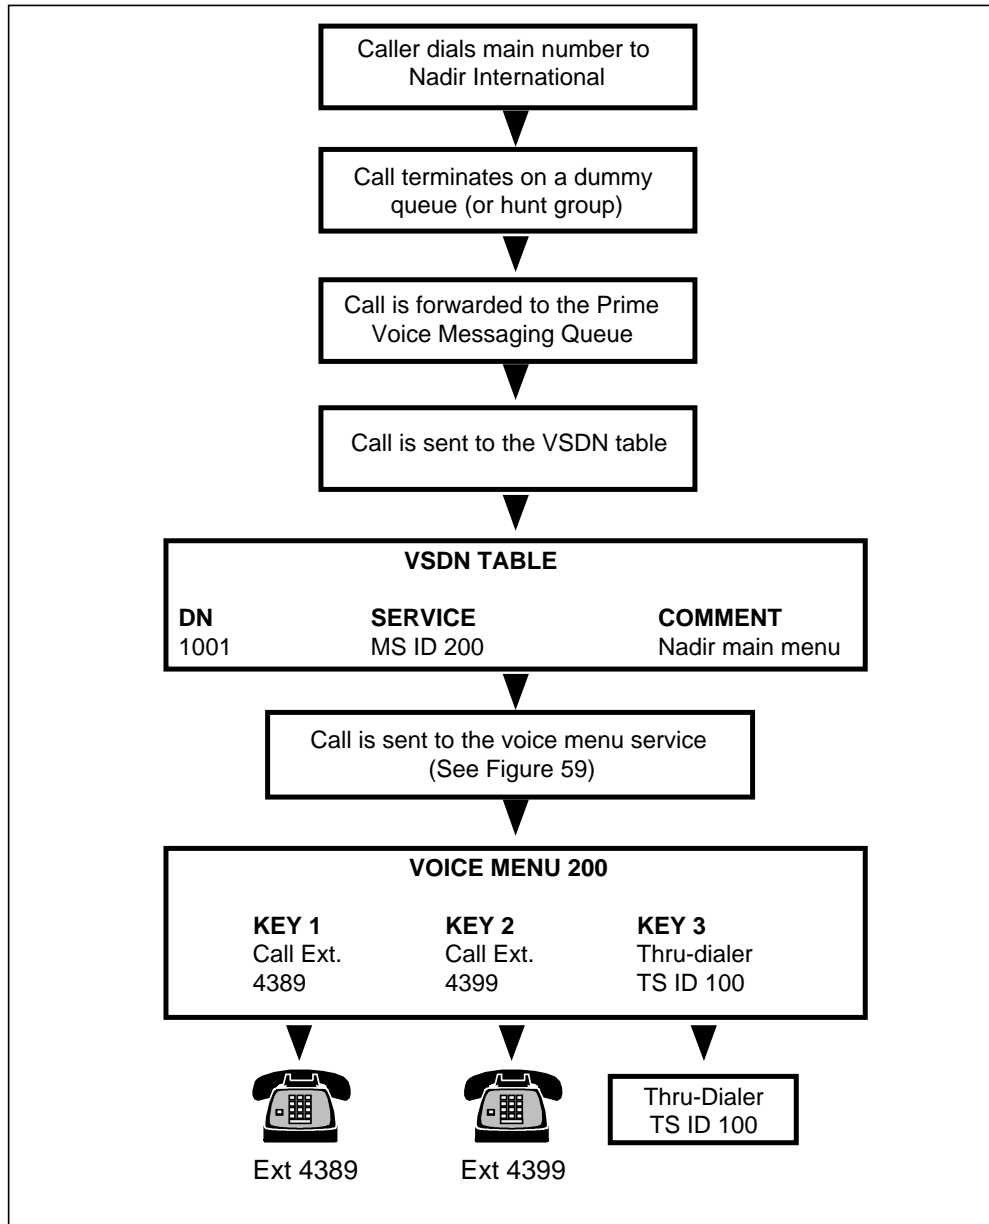 Caller dials main number to
Nadir International
Call terminates on a dummy
queue (or hunt group)
Call is forwarded to the Prime
Voice Messaging Queue
Call is sent to the VSDN table
VSDN TABLE
DN SERVICE COMMENT
1001 MS ID 200 Nadir main menu
Call is sent to the voice menu service
(See Figure 59)
VOICE MENU 200
KEY 1 KEY 2 KEY 3
Call Ext. Call Ext. Thru-dialer
4389 4399 TS ID 100
Thru-Dialer
TS ID 100
Ext 4389 Ext 4399